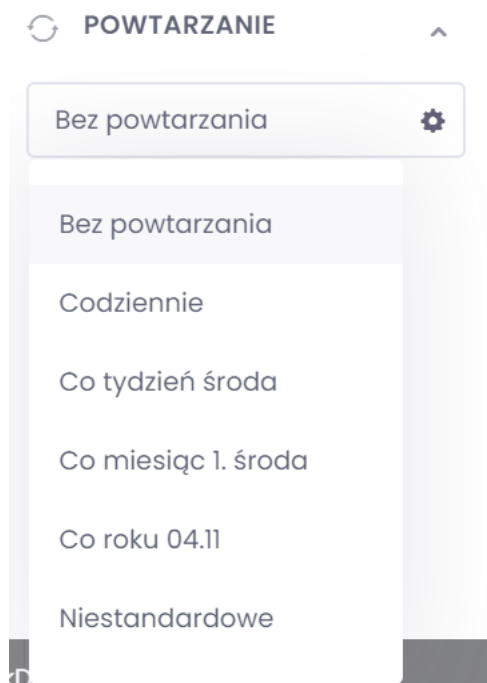 POWTARZANIE
Bez powtarzania
Bez powtarzania
Codziennie
Co tydzień środa
Co miesiąc 1. środa
Co roku 04.11
Niestandardowe